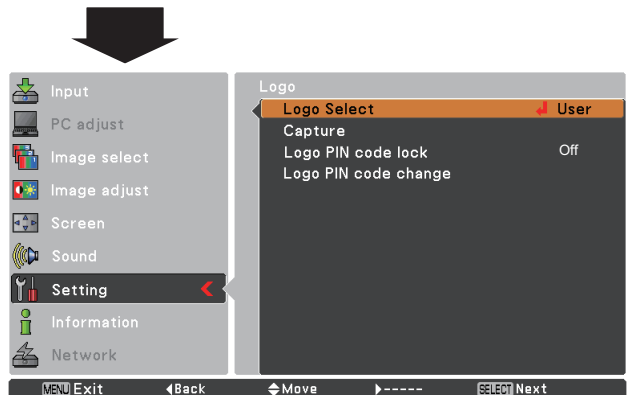 Input
PC adjust
Image select
Image adjust
Screen
Sound
Setting
Information
Network
Logo
Logo Select User
Capture
Logo PIN code lock Off
Logo PIN code change
MENU Exit Back Move ----- SELECT Next